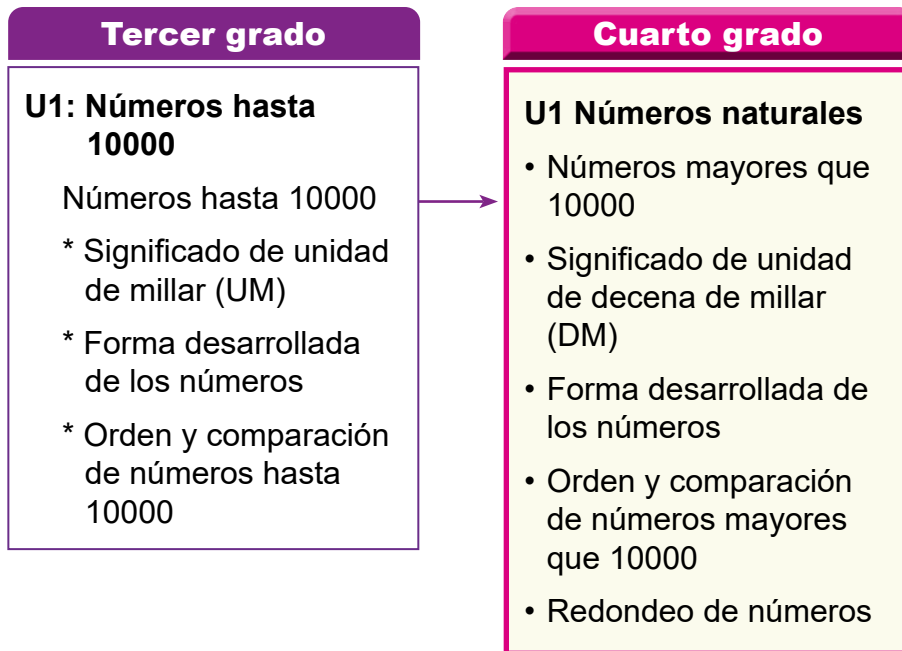 Tercer grado
U1: Números hasta
10000
Números hasta 10000
* Significado de unidad
de millar (UM)
* Forma desarrollada
de los números
* Orden y comparación
de números hasta
10000
Cuarto grado
U1 Números naturales
• Números mayores que
10000
• Significado de unidad
de decena de millar
(DM)
• Forma desarrollada de
los números
• Orden y comparación
de números mayores
que 10000
• Redondeo de números